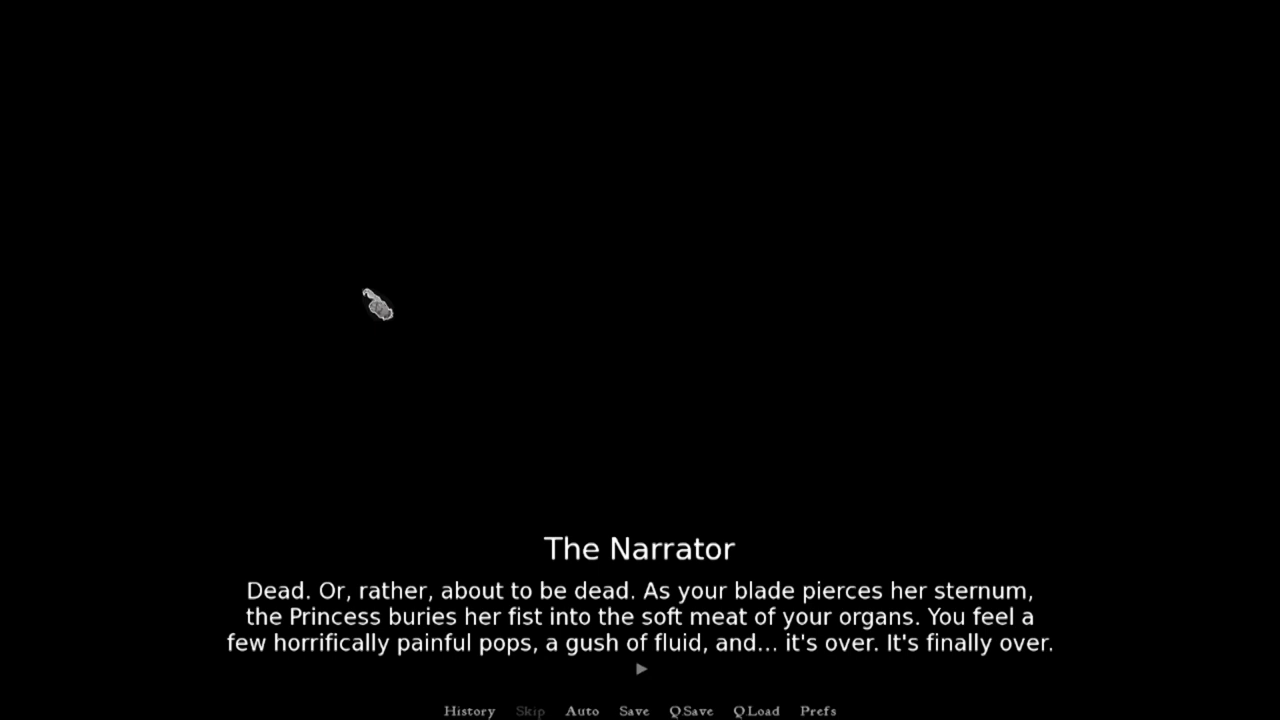 The Narrator
Dead. Or, rather, about to be dead. As your blade pierces her sternum,
the Princess buries her fist into the soft meat of your organs. You feel a
few horrifically painful pops, a gush of fluid, and... it's over. It's finally over.
History Skip Auto Save QSave QLoad Prefs